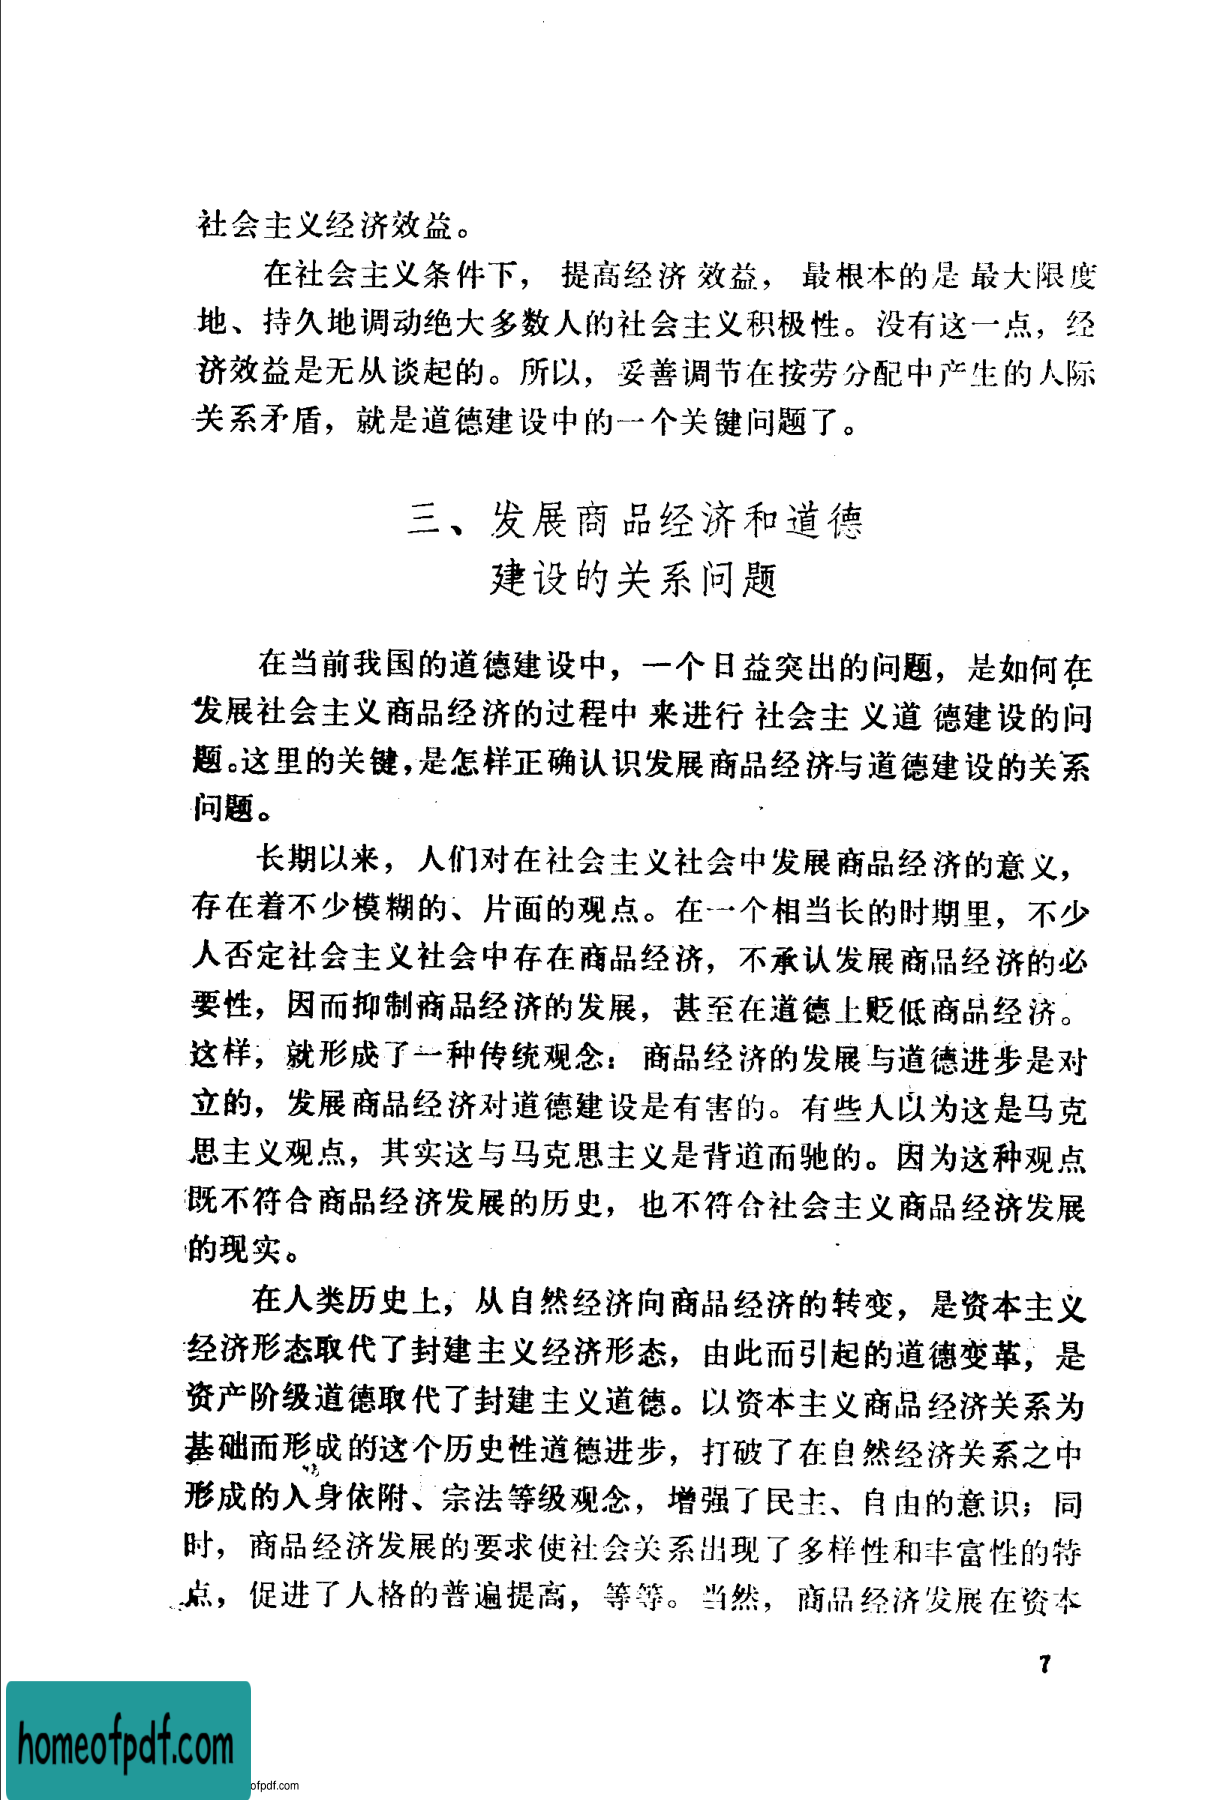 社会主义经济效益。
在社会主义条件下，提高经济效益，最根本的是最大限度
地、持久地调动绝大多数人的社会主义积极性。没有这一点，经
济效益是无从谈起的。所以，妥善调节在按劳分配中产生的人际
关系矛盾，就是道德建设中的一个关键问题了。
三、发展商品经济和道德
建设的关系问题
在当前我国的道德建设中，一个日益突出的问题，是如何在
发展社会主义商品经济的过程中来进行社会主义道德建设的问
题。这里的关键，是怎样正确认识发展商品经济与道德建设的关系
问题。
长期以来，人们对在社会主义社会中发展商品经济的意义，
存在着不少模糊的、片面的观点。在一个相当长的时期里，不少
人否定社会主义社会中存在商品经济，不承认发展商品经济的必
要性，因而抑制商品经济的发展，甚至在道德上贬低商品经济。
这样，就形成了一种传统观念：商品经济的发展与道德进步是对
立的，发展商品经济对道德建设是有害的。有些人以为这是马克
思主义观点，其实这与马克思主义是背道而驰的。因为这种观点
既不符合商品经济发展的历史，也不符合社会主义商品经济发展
的现实。
在人类历史上，从自然经济向商品经济的转变，是资本主义
经济形态取代了封建主义经济形态，由此而引起的道德变革，是
资产阶级道德取代了封建主义道德。以资本主义商品经济关系为
基础而形成的这个历史性道德进步，打破了在自然经济关系之中
形成的人身依附、宗法等级观念，增强了民主、自由的意识；同
时，商品经济发展的要求使社会关系出现了多样性和丰富性的特
点，促进了人格的普遍提高，等等。当然，商品经济发展在资本
7
homeofpdf.com
ofpdf.com